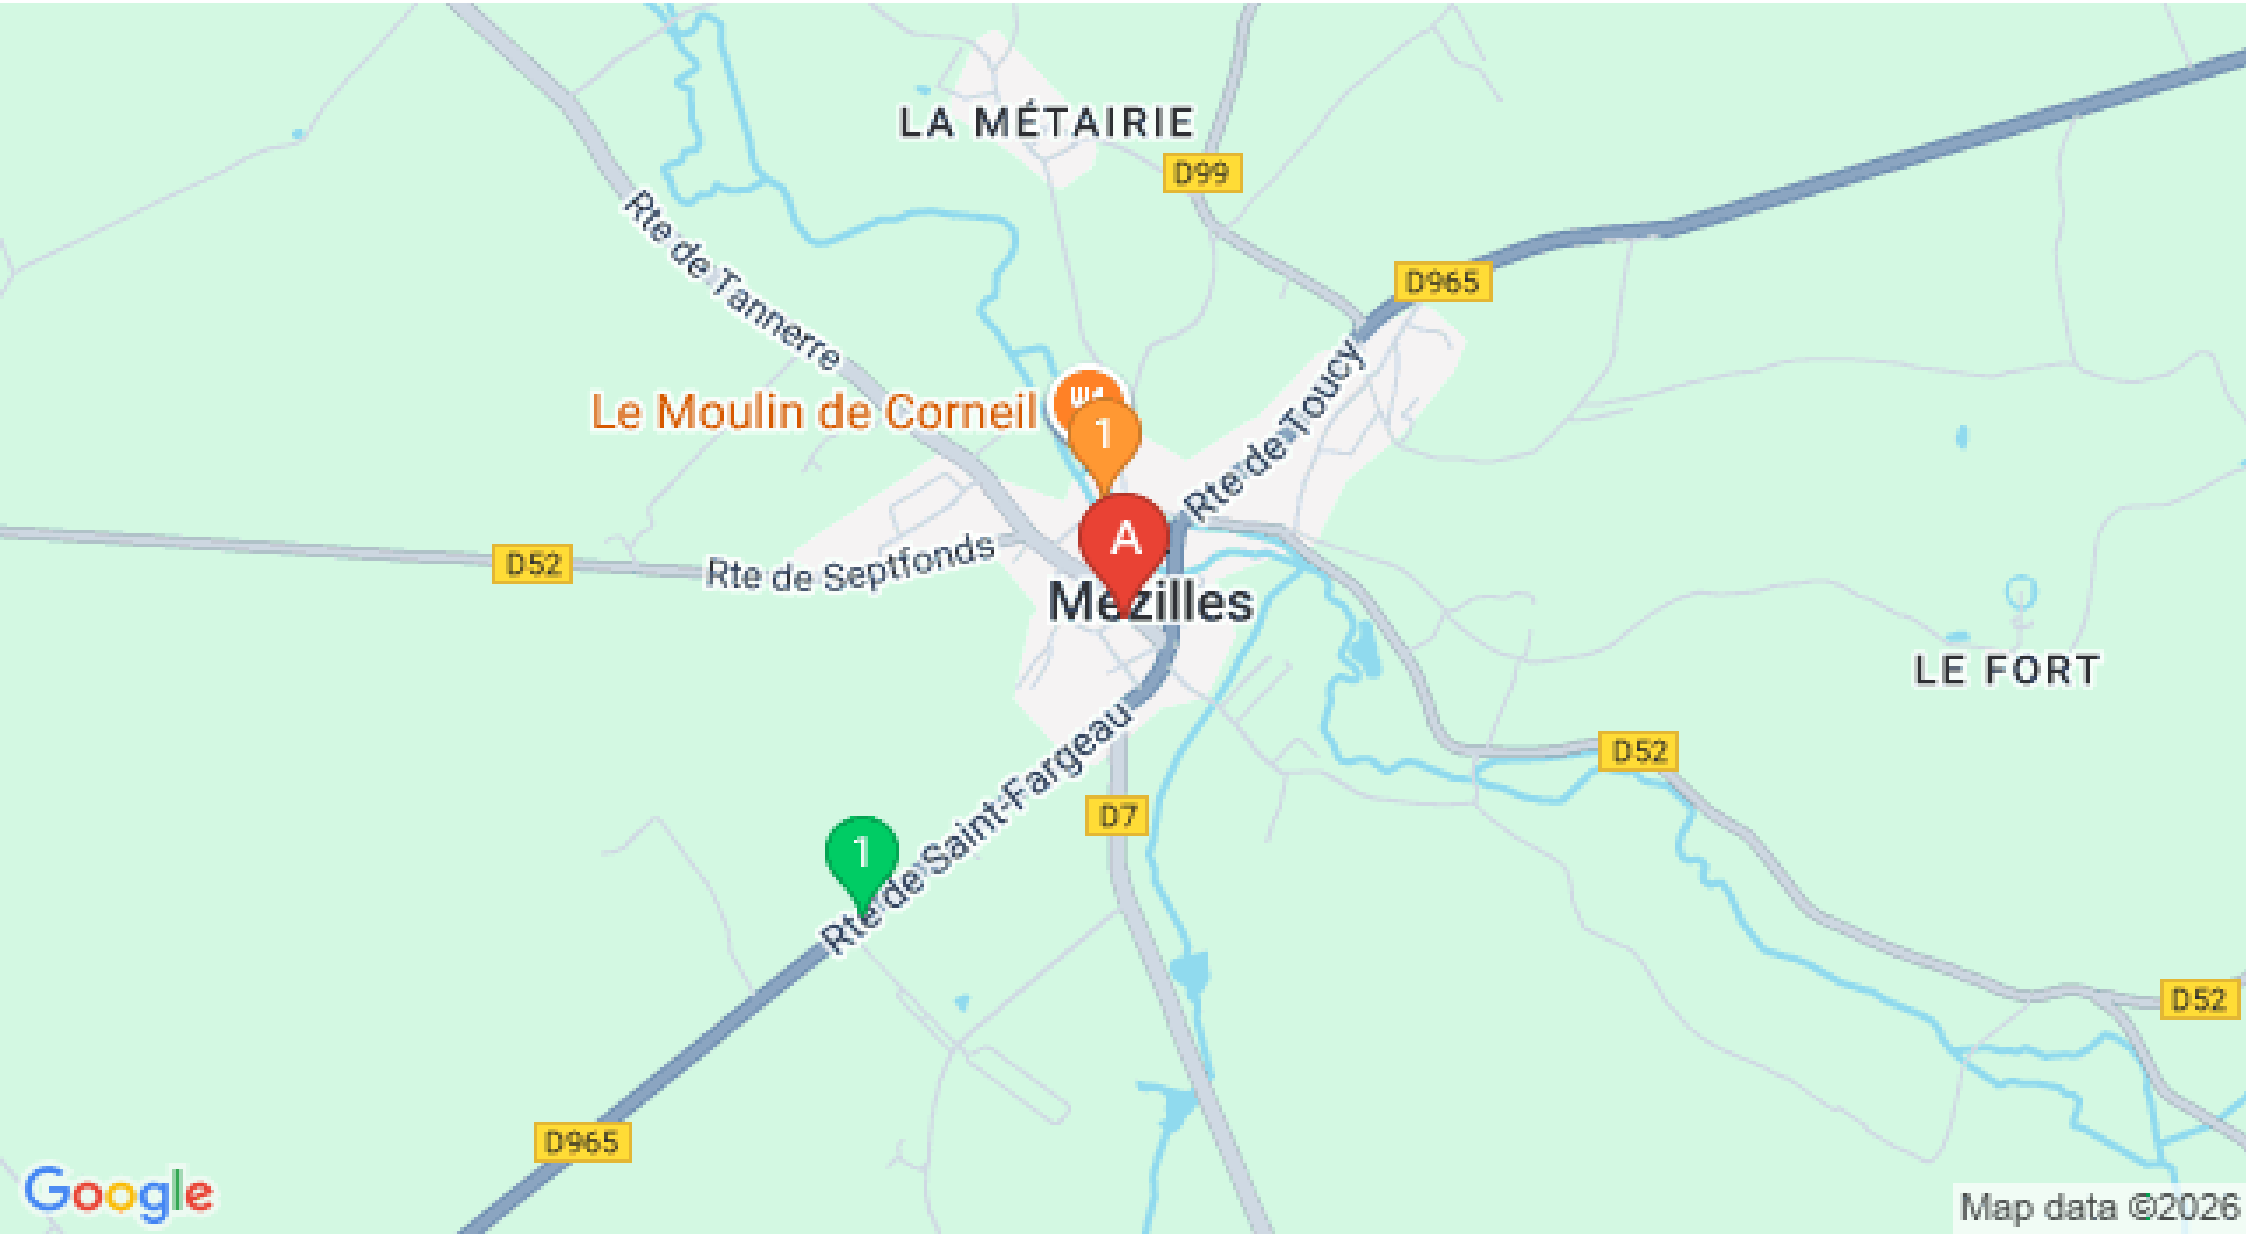 LA MÉTAIRIE
D99
Rte de Tannerre
D965
Rte de Toucy
Le Moulin de Corneil
1
A
D52
Rte de Septfonds
Mézilles
LE FORT
D52
Rte de Saint-Fargeau
D7
1
D52
D965
Google
Map data ©2026